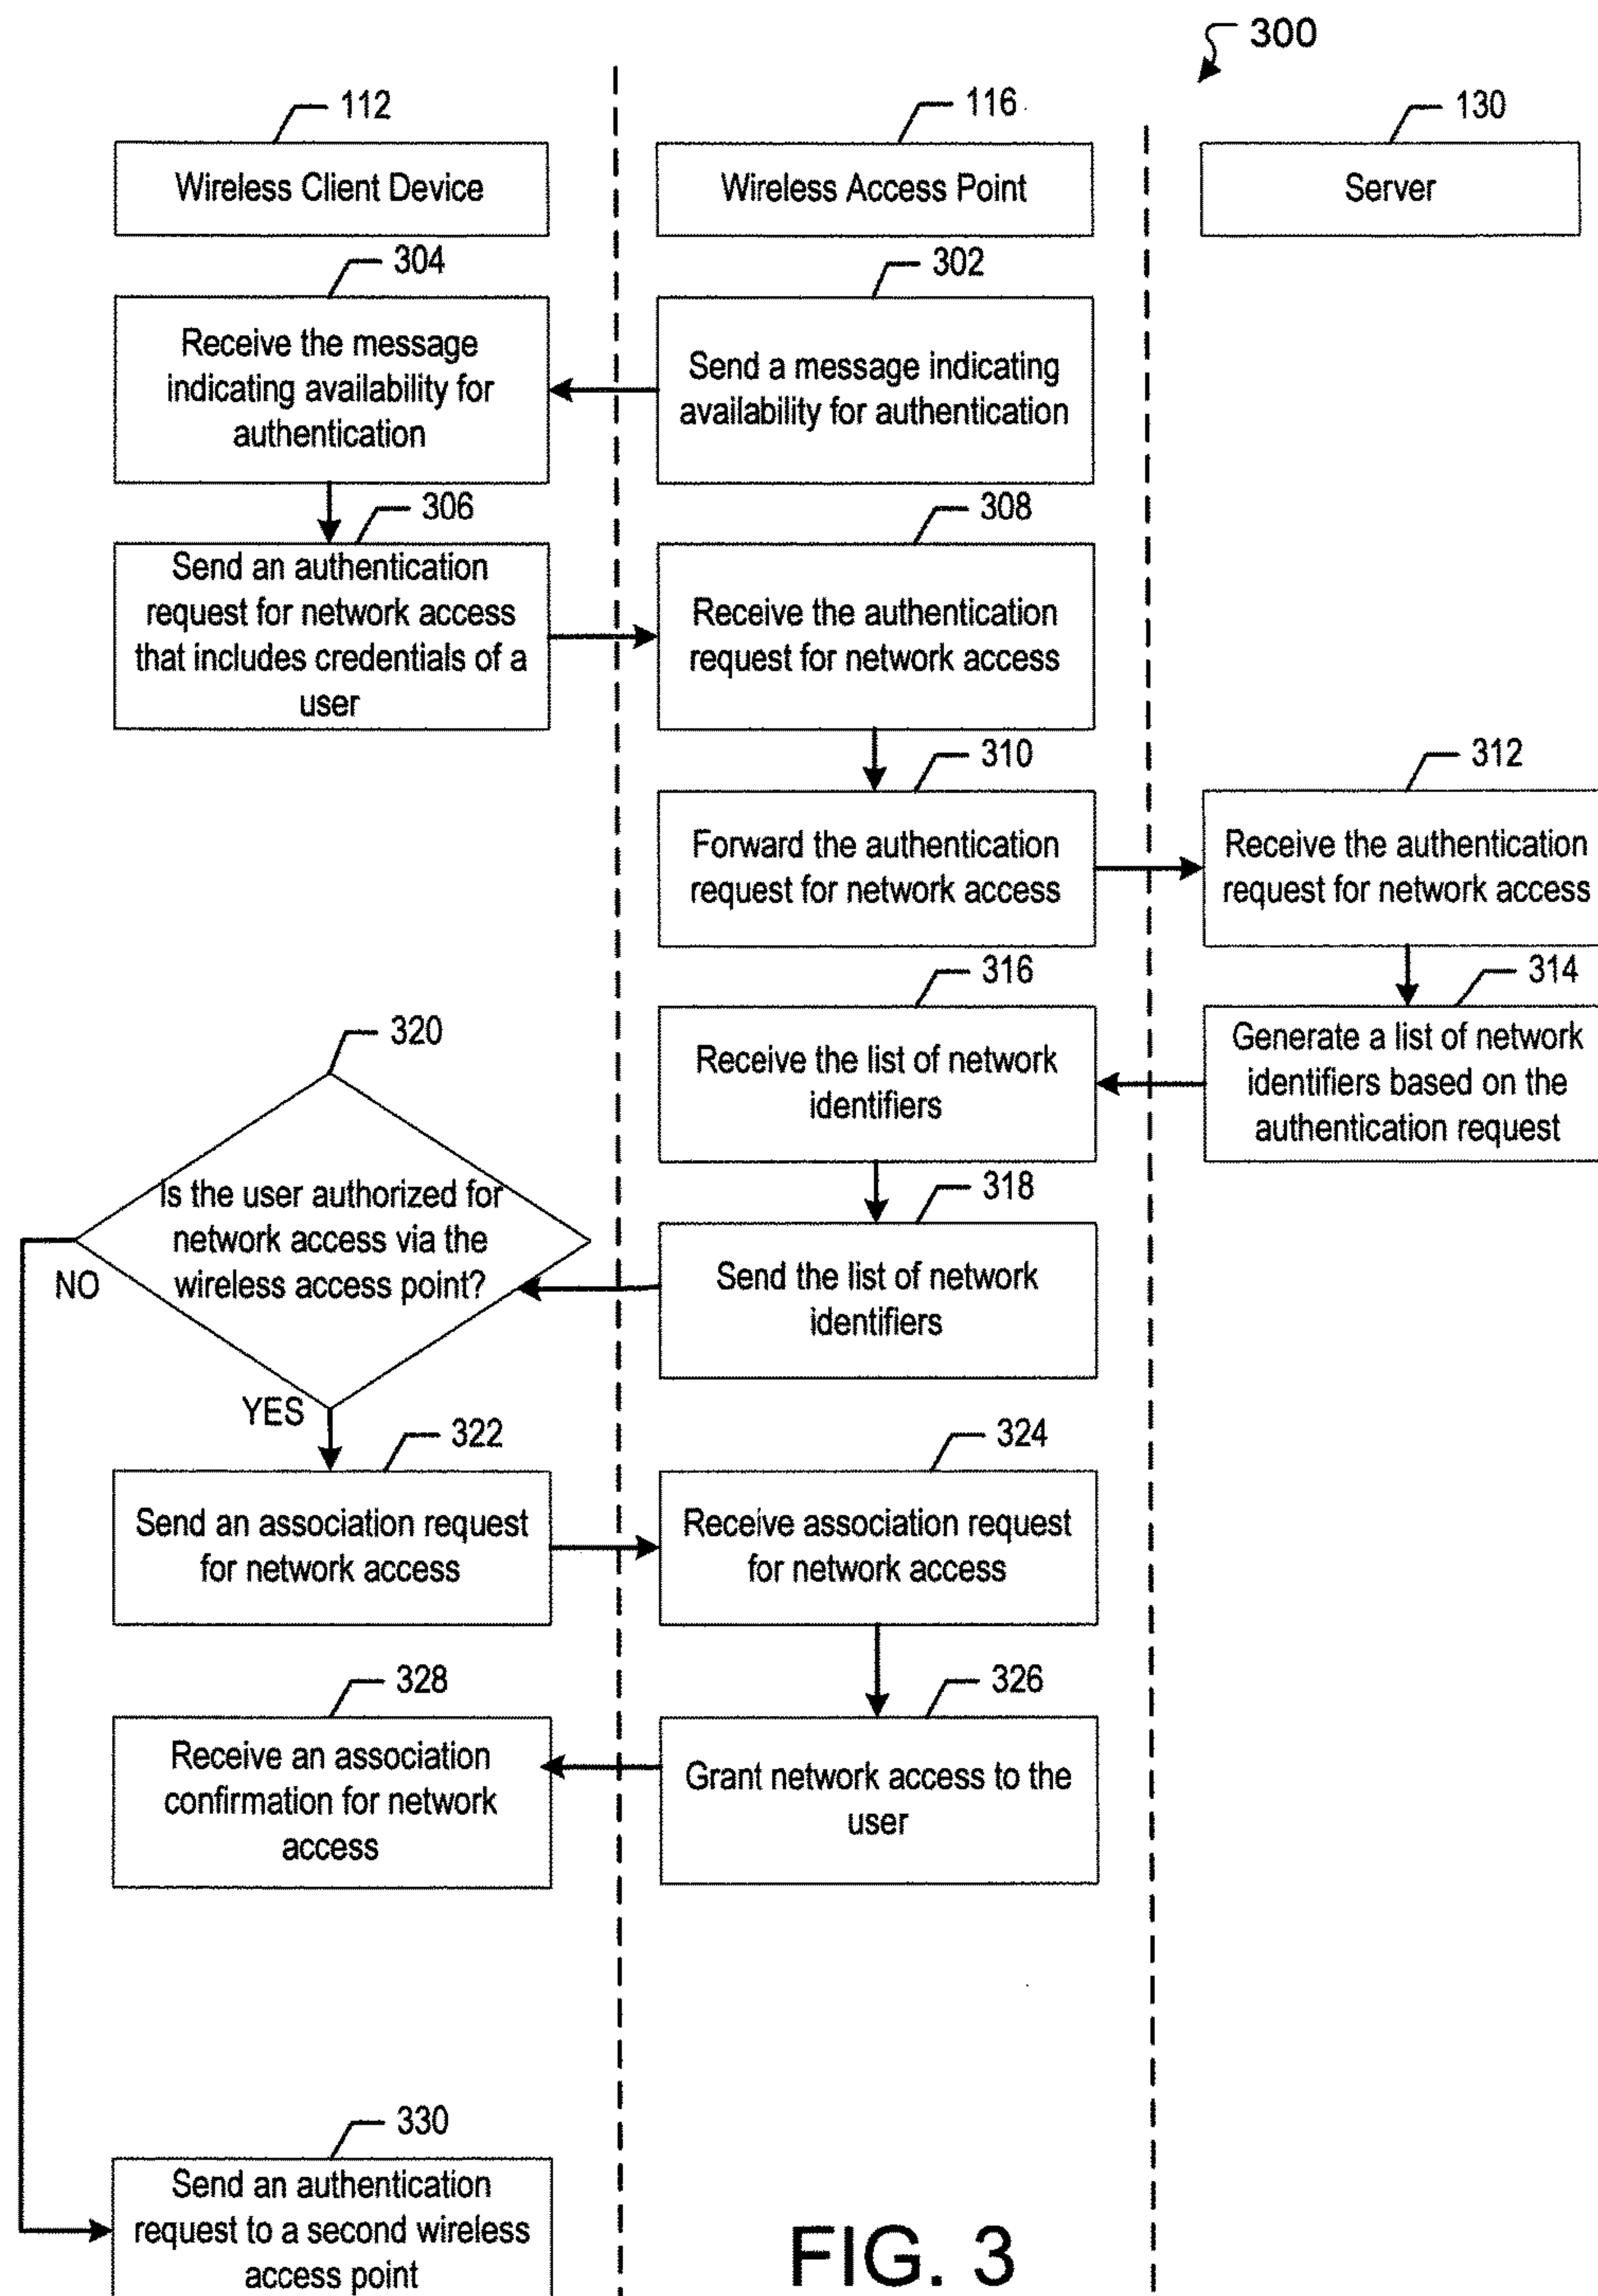 300
112
116
130
Wireless Client Device
Wireless Access Point
Server
304
302
Receive the message
indicating availability for
authentication
Send a message indicating
availability for authentication
306
308
Send an authentication
request for network access
that includes credentials of a
user
Receive the authentication
request for network access
310
312
Forward the authentication
request for network access
Receive the authentication
request for network access
316
314
Receive the list of network
identifiers
Generate a list of network
identifiers based on the
authentication request
320
318
Is the user authorized for
network access via the
wireless access point?
NO
YES
Send the list of network
identifiers
322
324
Send an association request
for network access
Receive association request
for network access
328
326
Receive an association
confirmation for network
access
Grant network access to the
user
330
Send an authentication
request to a second wireless
access point
FIG. 3